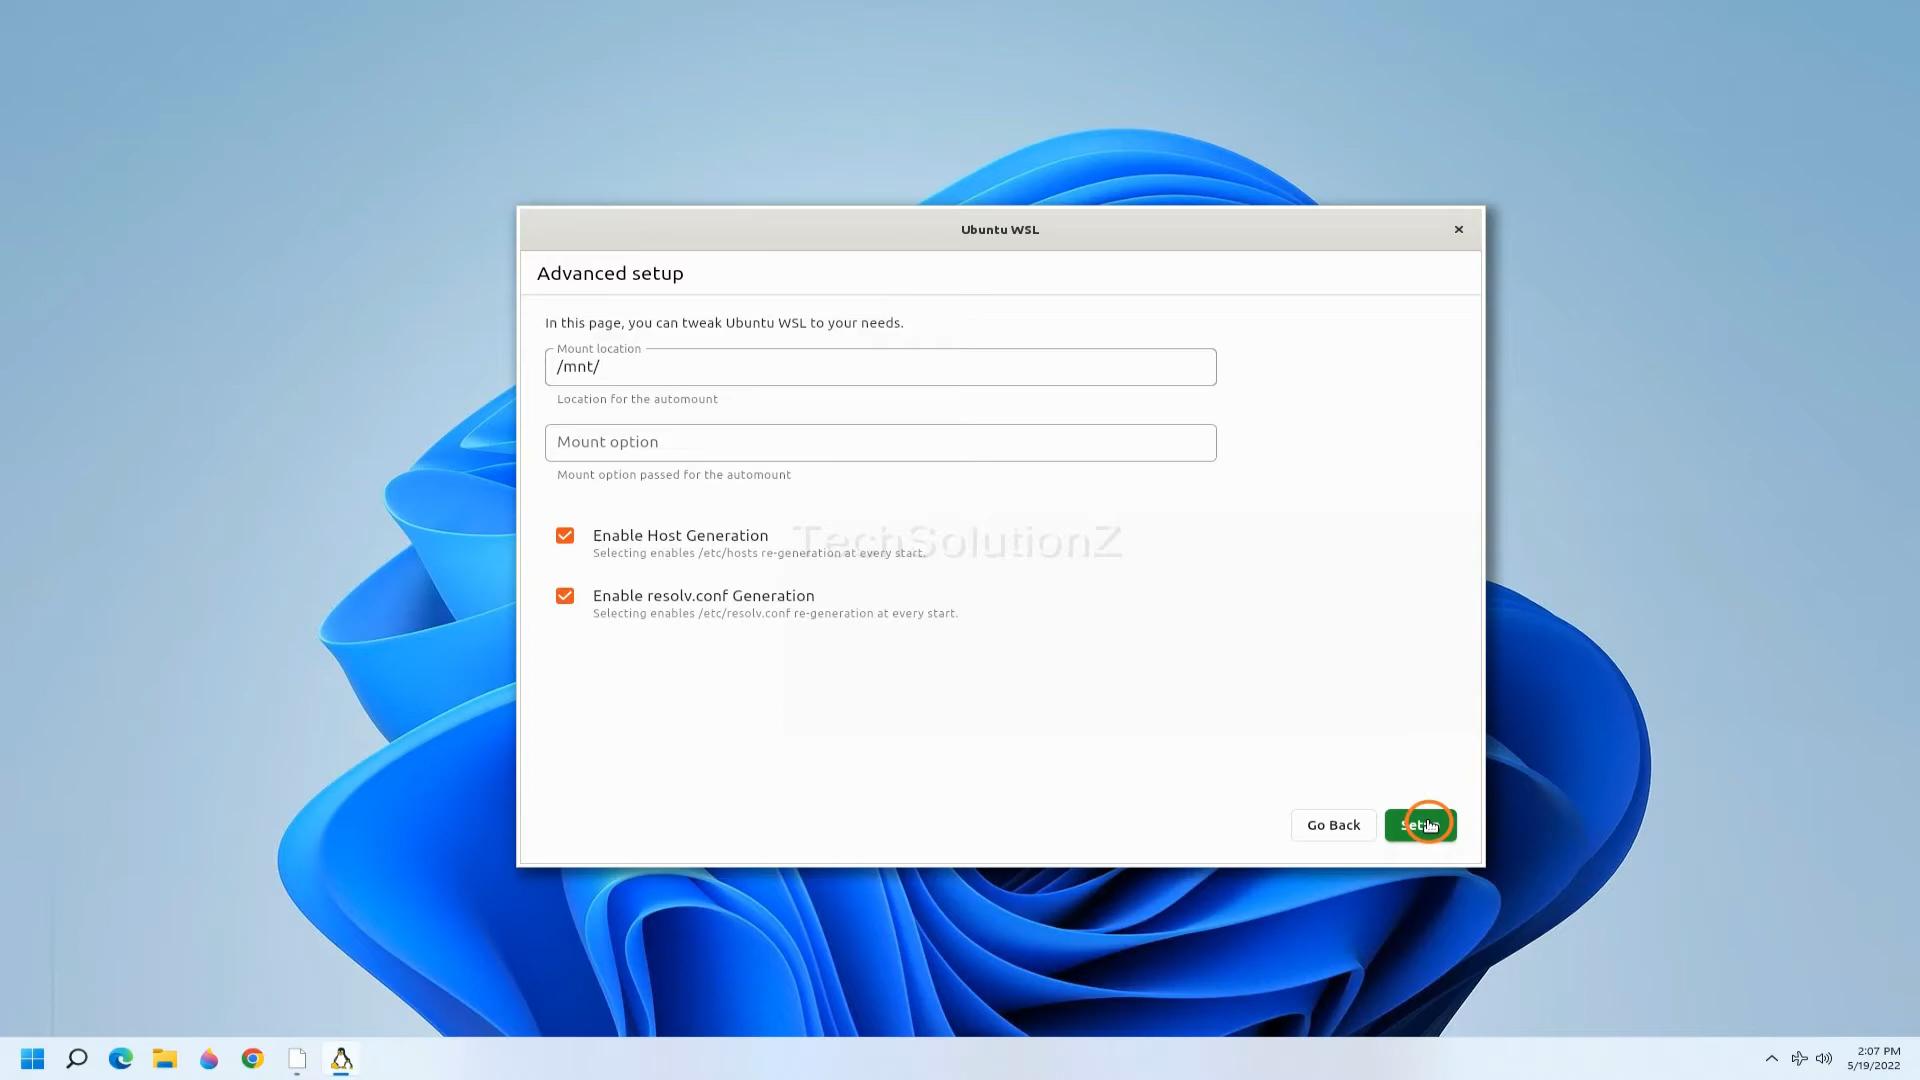 Ubuntu WSL
Advanced setup
In this page, you can tweak Ubuntu WSL to your needs.
Mount location
/mnt/
Location for the automount
Mount option
Mount option passed for the automount
Enable Host Generation
Selecting enables /etc/hosts re-generation at every start.
TechSolutionZ
Enable resolv.conf Generation
Selecting enables /etc/resolv.conf re-generation at every start.
Go Back
2:07 PM
5/19/2022